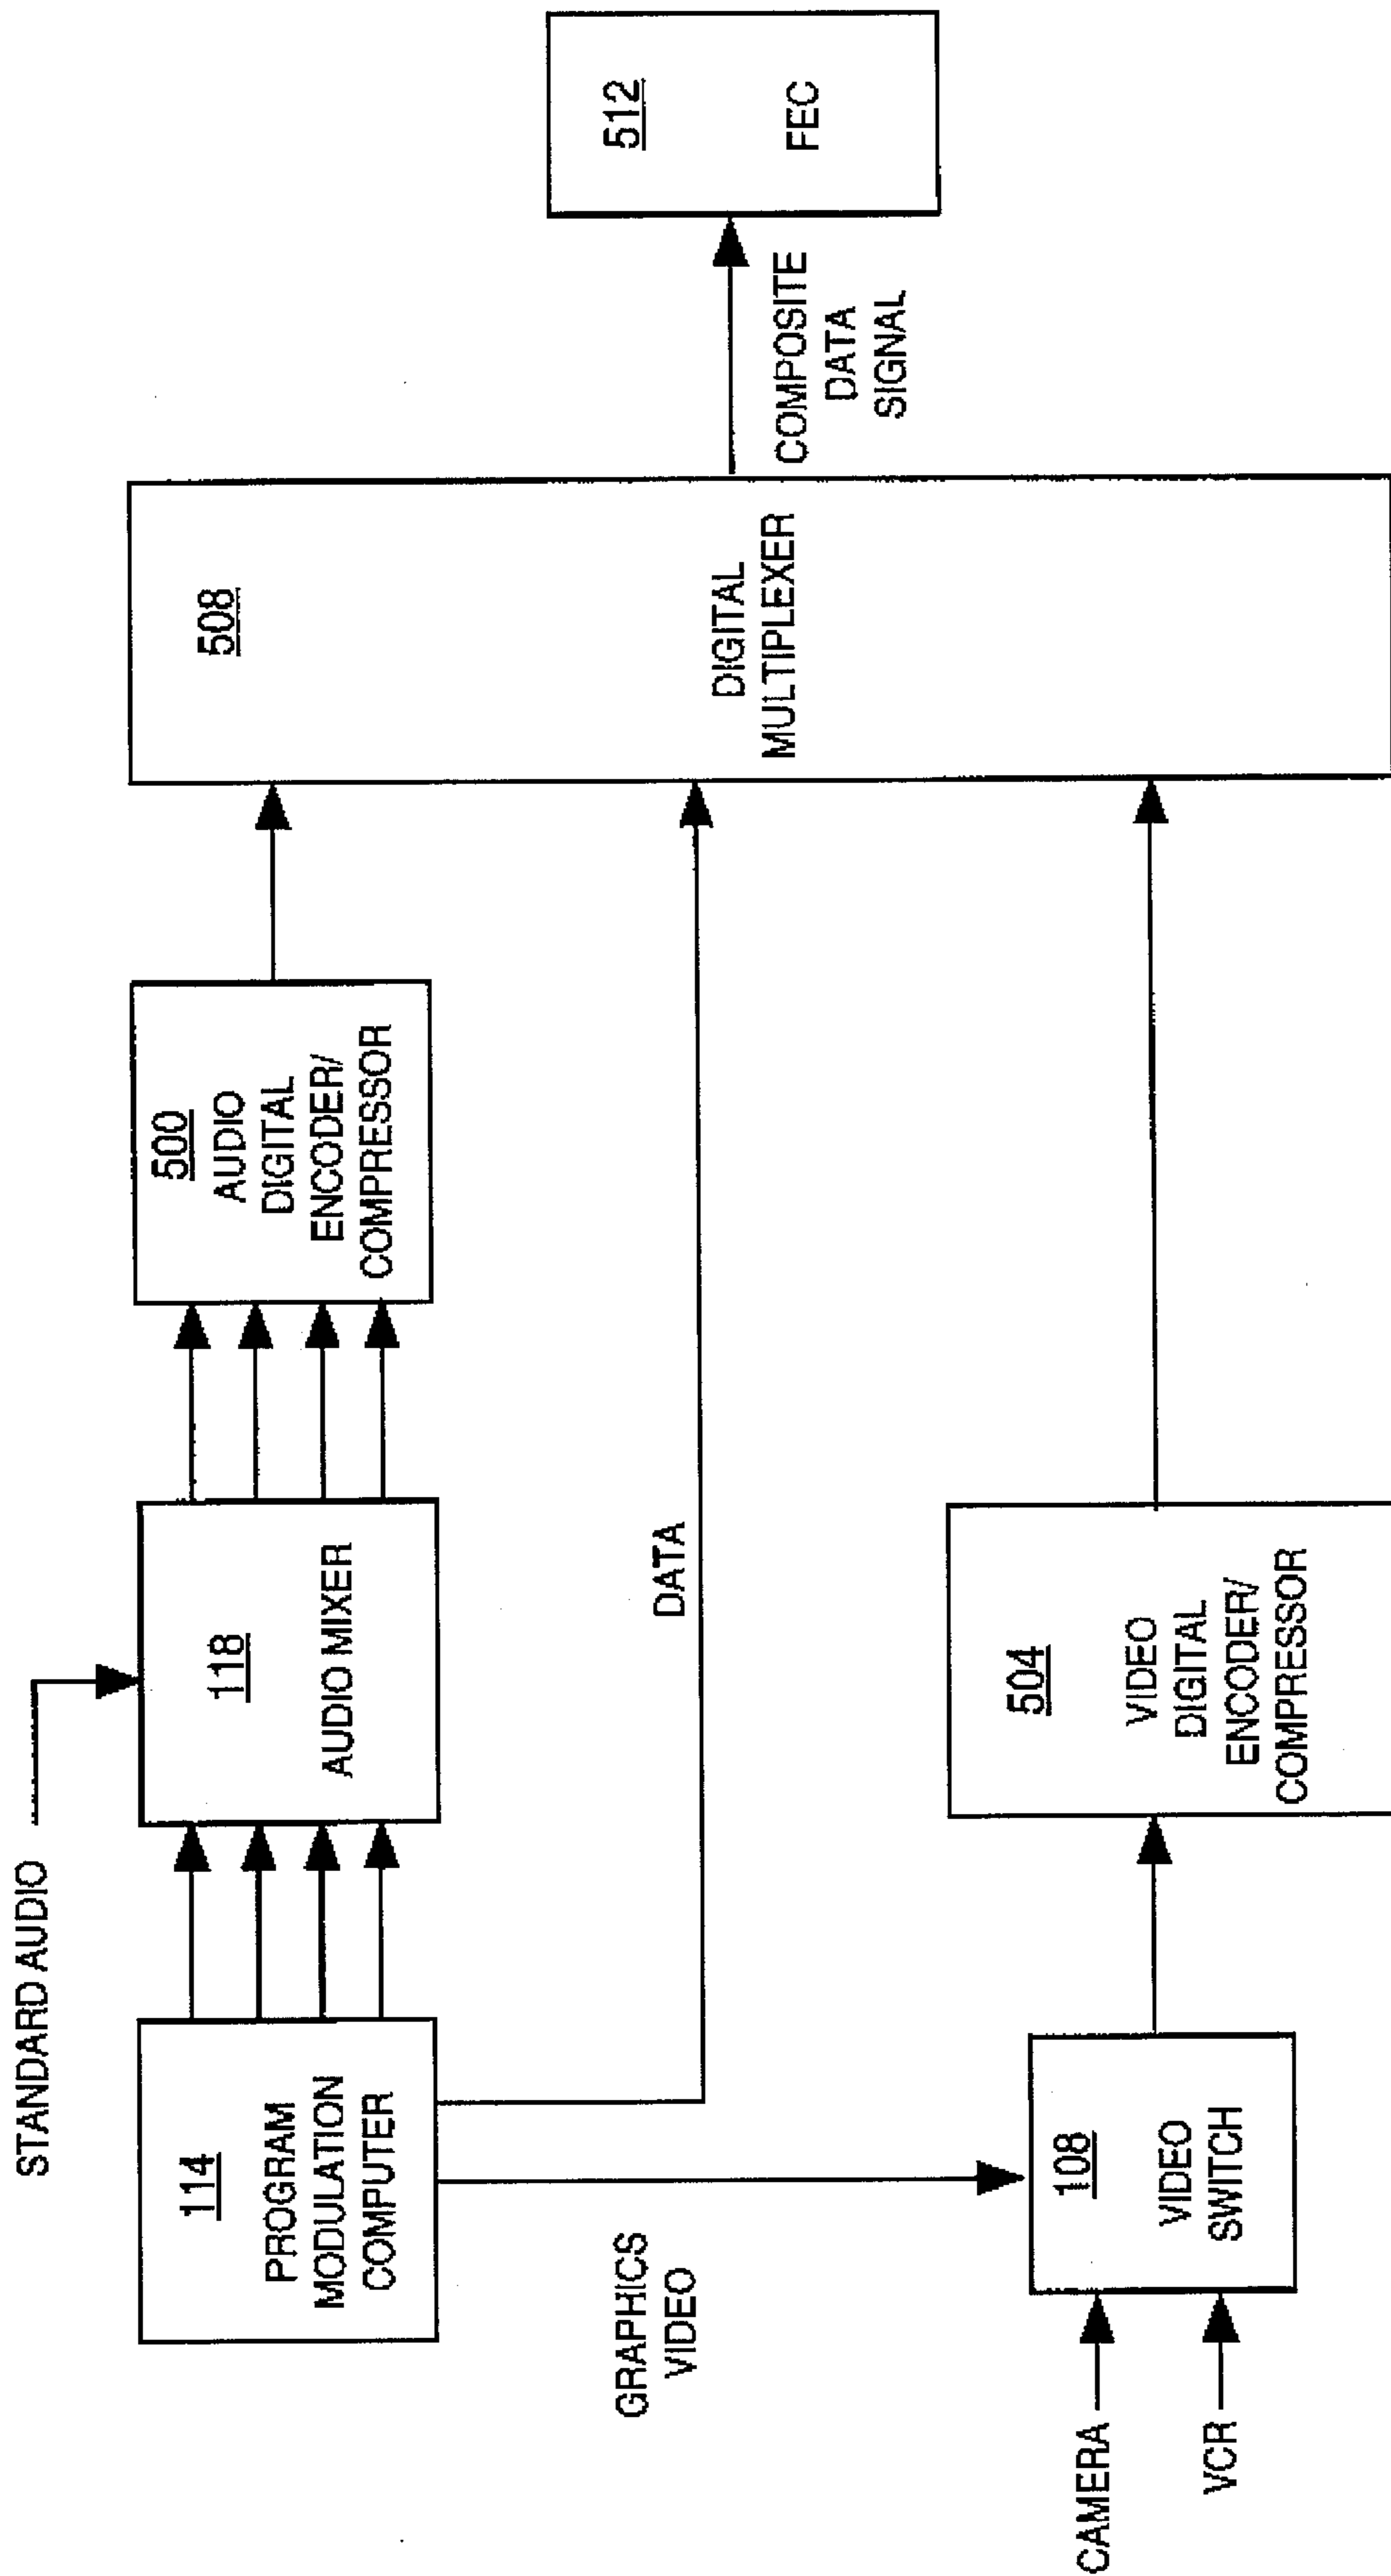 STANDARD AUDIO
114
PROGRAM
MODULATION
COMPUTER
118
AUDIO MIXER
500
AUDIO
DIGITAL
ENCODER/
COMPRESSOR
508
DIGITAL
MULTIPLEXER
COMPOSITE
DATA
SIGNAL
512
FEC
DATA
GRAPHICS
VIDEO
CAMERA
VCR
108
VIDEO
SWITCH
504
VIDEO
DIGITAL
ENCODER/
COMPRESSOR